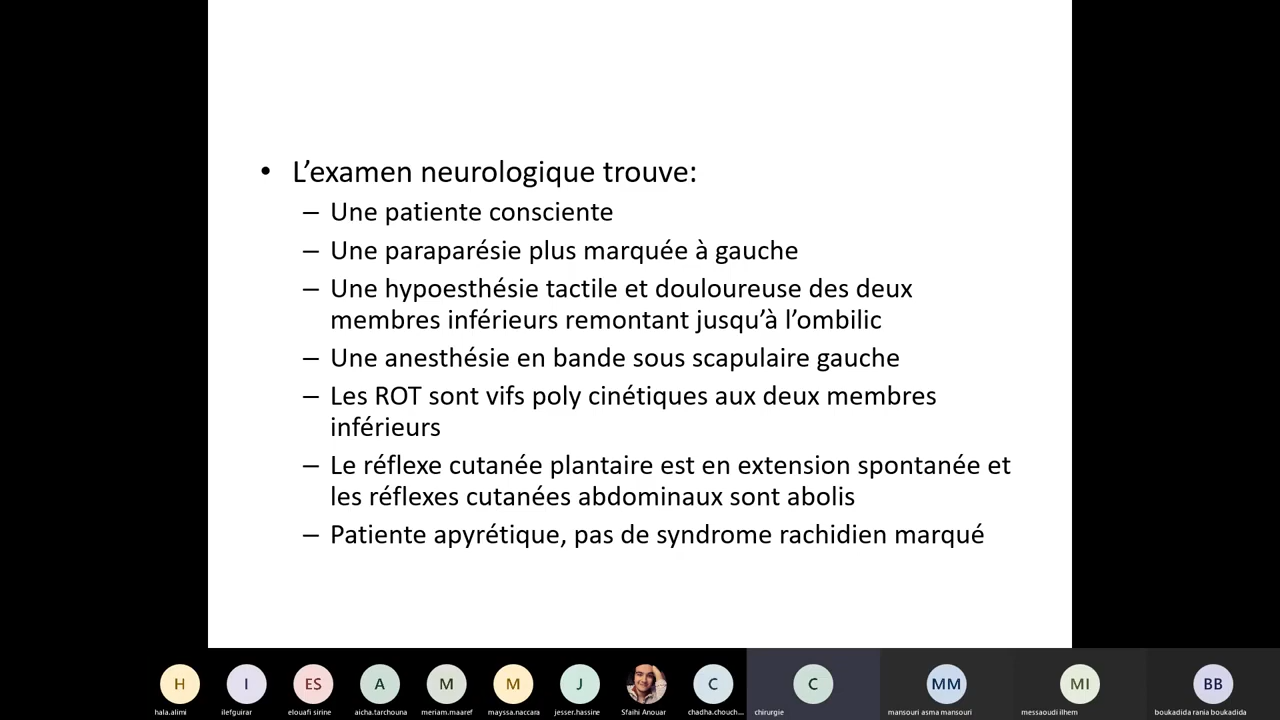 • L’examen neurologique trouve:
– Une patiente consciente
– Une paraparésie plus marquée à gauche
– Une hypoesthésie tactile et douloureuse des deux
membres inférieurs remontant jusqu’à l’ombilic
– Une anesthésie en bande sous scapulaire gauche
– Les ROT sont vifs poly cinétiques aux deux membres
inférieurs
– Le réflexe cutanée plantaire est en extension spontanée et
les réflexes cutanées abdominaux sont abolis
– Patiente apyrétique, pas de syndrome rachidien marqué
H I ES A M M J C C MM MI BB
hala.alimi ilefguirar elouafi sirine aicha.tarchouna meriam.maaref mayssa.naccara jesser.hassine Sfaihi Anouar chadha.chouch... chirurgie mansouri asma mansouri messaoudi ilhem boukadida rania boukadida